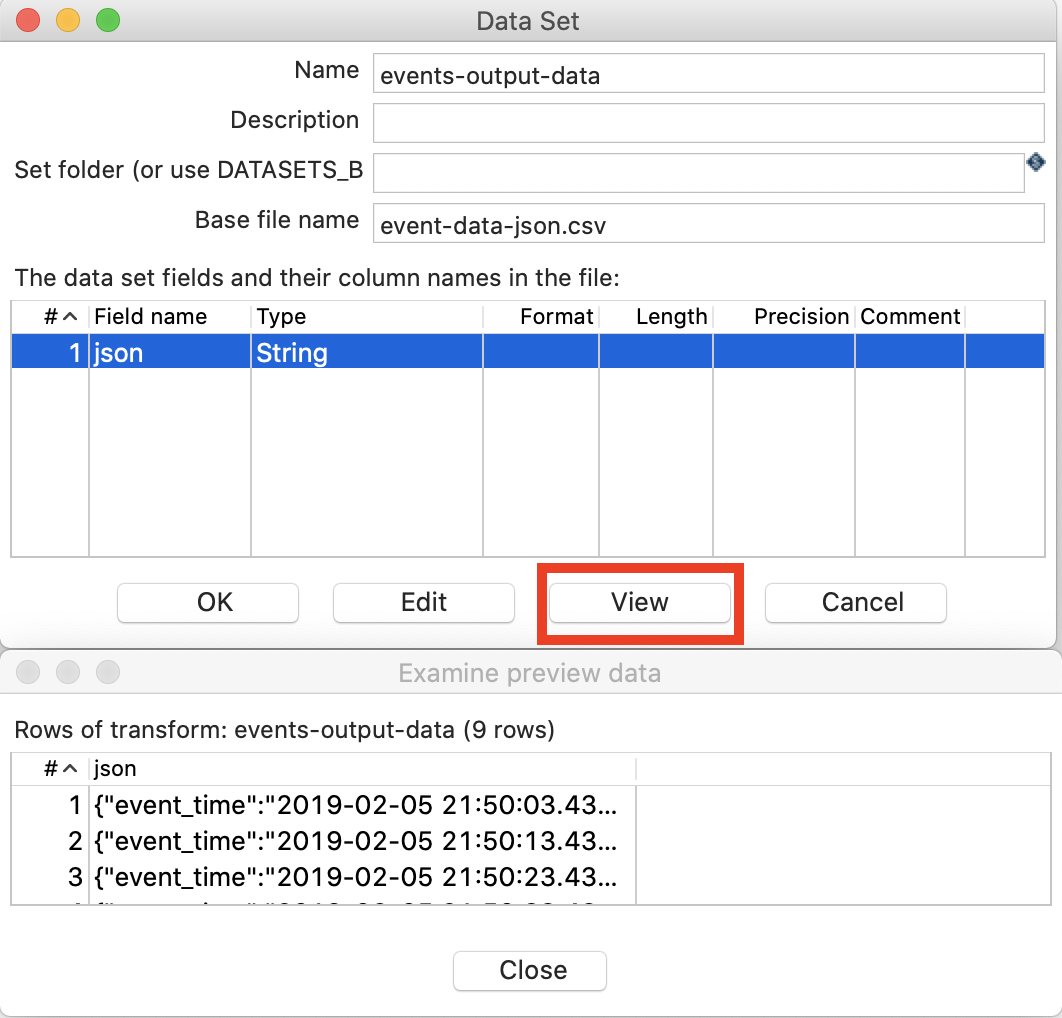 Data Set
Name events-output-data
Description
Set folder (or use DATASETS_B
Base file name event-data-json.csv
The data set fields and their column names in the file:
# Field name Type Format Length Precision Comment
1 json String
OK Edit View Cancel
Examine preview data
Rows of transform: events-output-data (9 rows)
# json
1 {"event_time":"2019-02-05 21:50:03.43...
2 {"event_time":"2019-02-05 21:50:13.43...
3 {"event_time":"2019-02-05 21:50:23.43...
Close